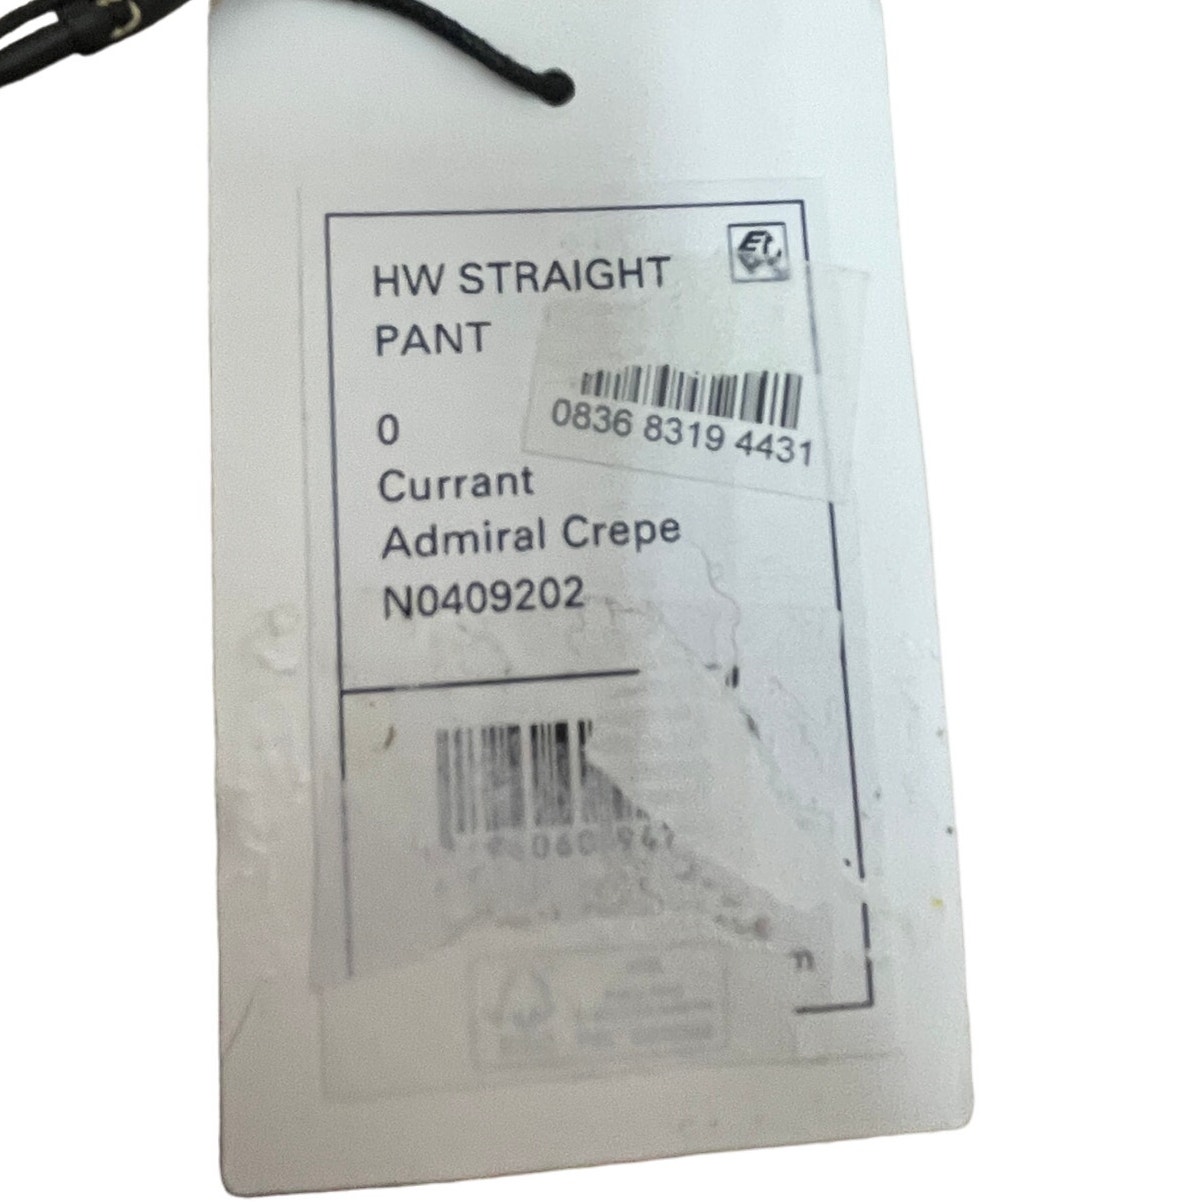 HW STRAIGHT
PANT
0836 8319 4431
0
Currant
Admiral Crepe
N0409202